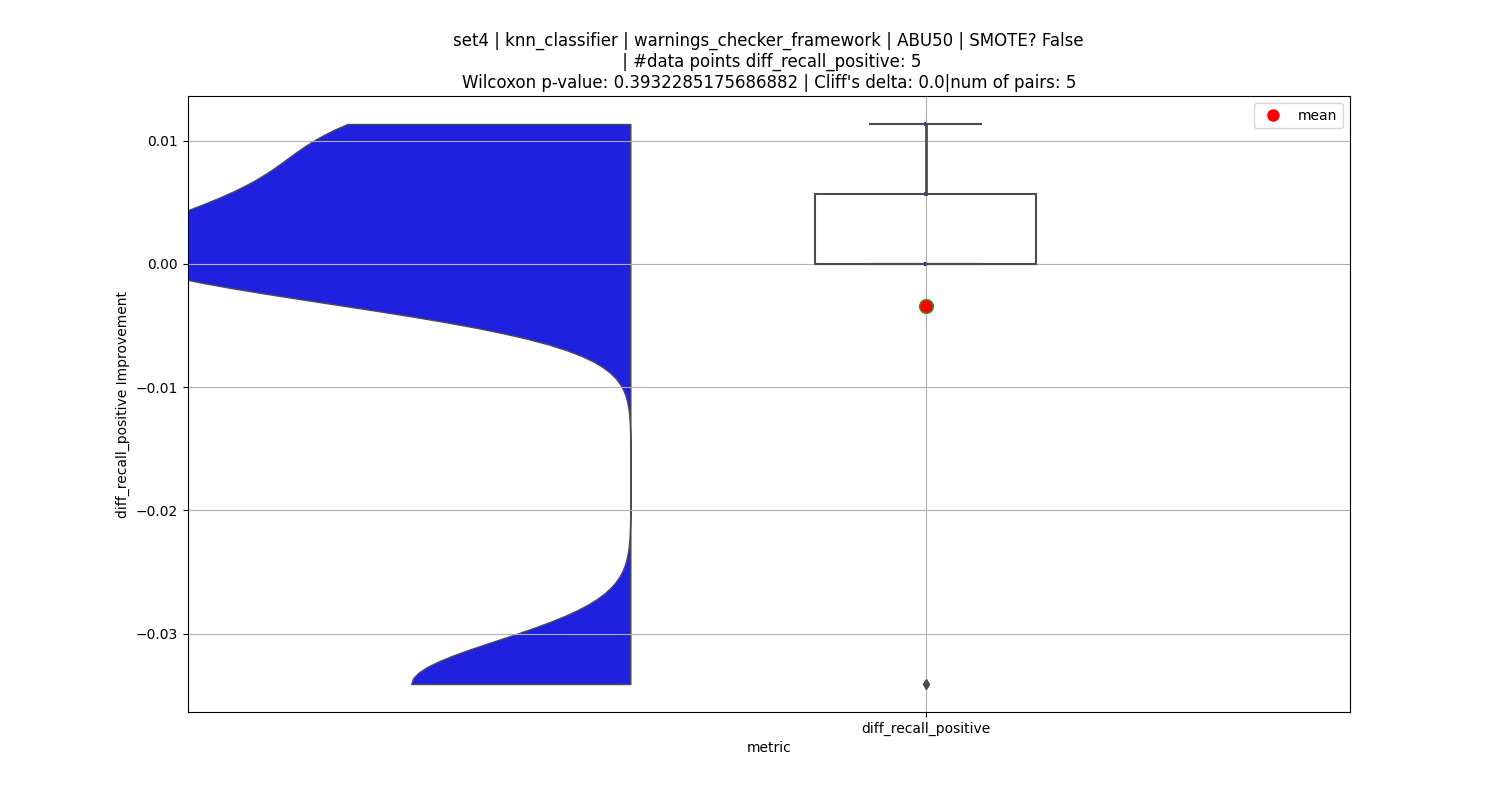 set4 | knn_classifier | warnings_checker_framework | ABU50 | SMOTE? False
| #data points diff_recall_positive: 5
Wilcoxon p-value: 0.3932285175686882 | Cliff's delta: 0.0|num of pairs: 5
mean
0.01
0.00
−0.01
−0.02
−0.03
diff_recall_positive Improvement
diff_recall_positive
metric